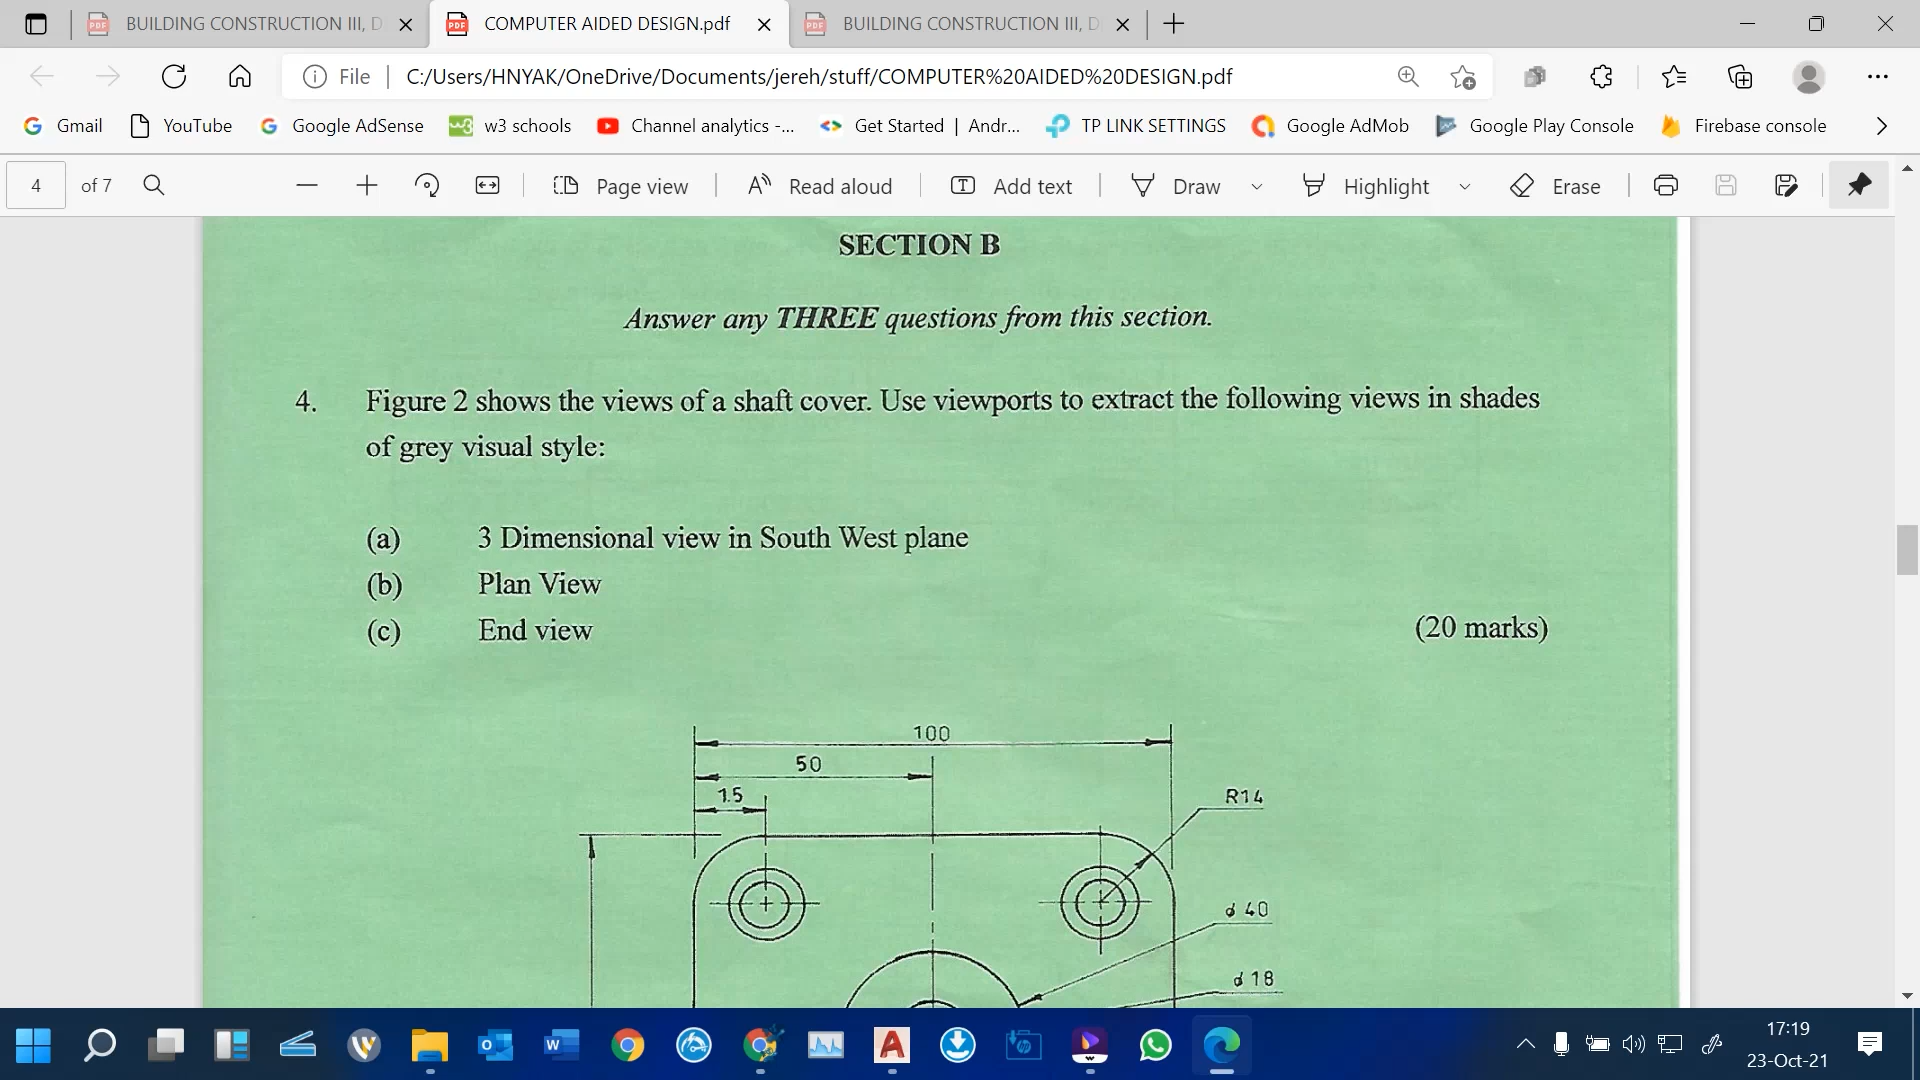 BUILDING CONSTRUCTION III, D
COMPUTER AIDED DESIGN.pdf
BUILDING CONSTRUCTION III, D
File
C:/Users/HNYAK/OneDrive/Documents/jereh/stuff/COMPUTER%20AIDED%20DESIGN.pdf
Gmail
YouTube
Google AdSense
w3 schools
Channel analytics -...
Get Started | Andr...
TP LINK SETTINGS
Google AdMob
Google Play Console
Firebase console
4 of 7
Page view
Read aloud
Add text
Draw
Highlight
Erase
SECTION B
Answer any THREE questions from this section.
4. Figure 2 shows the views of a shaft cover. Use viewports to extract the following views in shades
of grey visual style:
(a) 3 Dimensional view in South West plane
(b) Plan View
(c) End view (20 marks)
100
50
15
R14
ø 40
ø 18
17:19
23-Oct-21